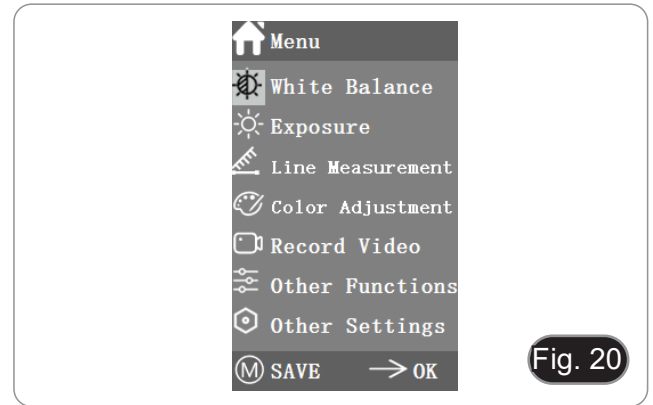 Menu
White Balance
Exposure
Line Measurement
Color Adjustment
Record Video
Other Functions
Other Settings
M SAVE → OK
Fig. 20